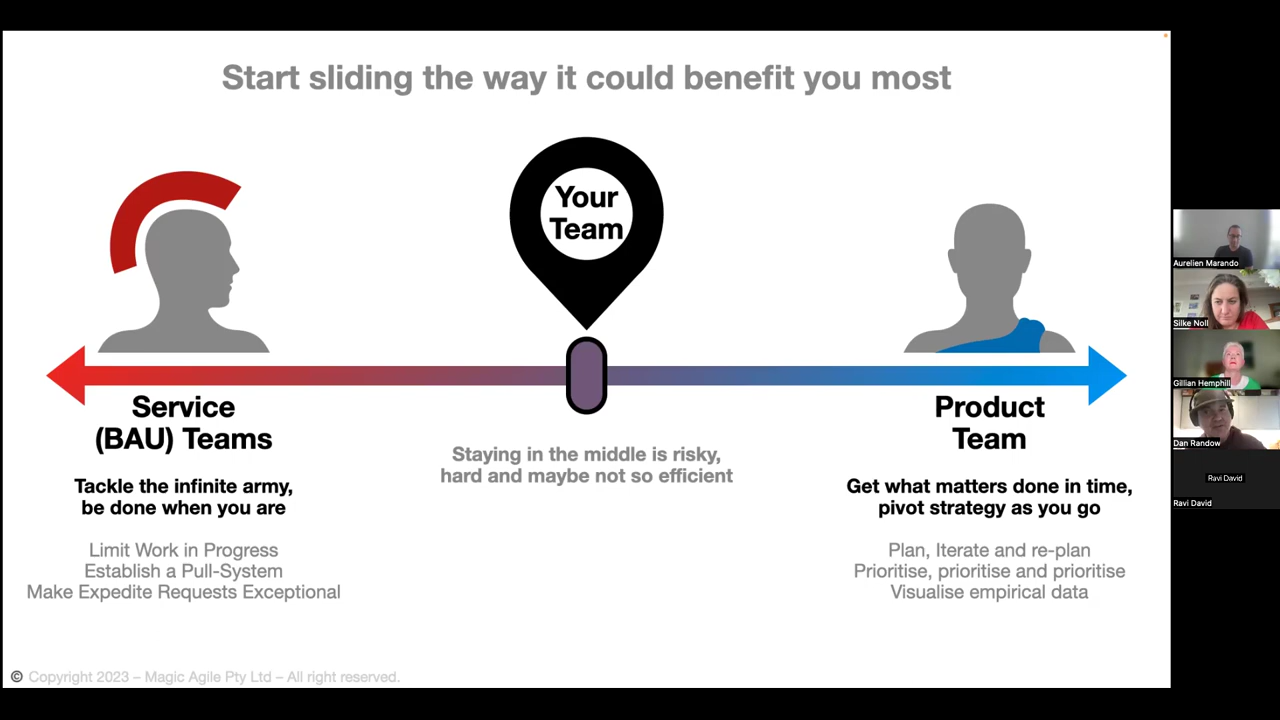 Start sliding the way it could benefit you most
Your
Team
Service
(BAU) Teams
Tackle the infinite army,
be done when you are
Limit Work in Progress
Establish a Pull-System
Make Expedite Requests Exceptional
Staying in the middle is risky,
hard and maybe not so efficient
Product
Team
Get what matters done in time,
pivot strategy as you go
Plan, Iterate and re-plan
Prioritise, prioritise and prioritise
Visualise empirical data
© Copyright 2023 – Magic Agile Pty Ltd – All right reserved.
Aurelien Marando
Silke Noll
Gillian Hemphill
Dan Randow
Ravi David
Ravi David